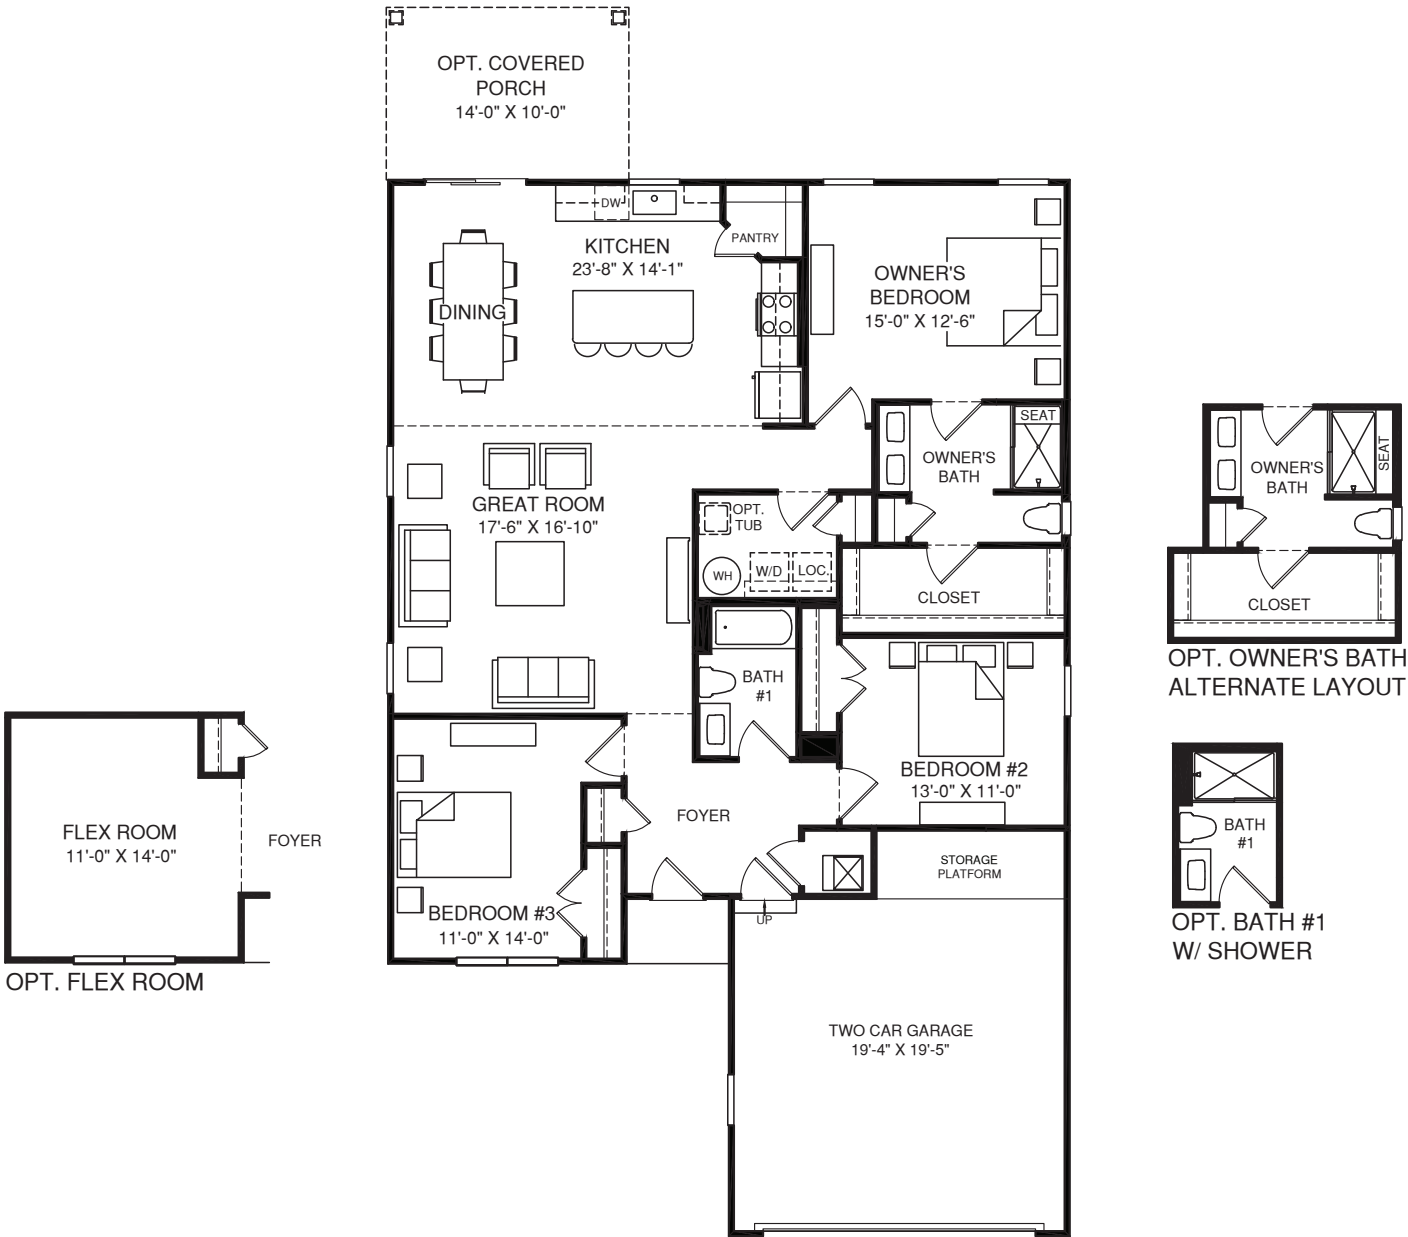 OPT. COVERED
PORCH
14'-0" X 10'-0"
DW
PANTRY
KITCHEN
23'-8" X 14'-1"
DINING
OWNER'S
BEDROOM
15'-0" X 12'-6"
SEAT
OWNER'S
BATH
GREAT ROOM
17'-6" X 16'-10"
OPT.
TUB
WH
W/D
LOC
CLOSET
BATH
#1
BEDROOM #2
13'-0" X 11'-0"
FOYER
BEDROOM #3
11'-0" X 14'-0"
STORAGE
PLATFORM
UP
TWO CAR GARAGE
19'-4" X 19'-5"
FLEX ROOM
11'-0" X 14'-0"
FOYER
OPT. FLEX ROOM
OWNER'S
BATH
SEAT
CLOSET
OPT. OWNER'S BATH
ALTERNATE LAYOUT
BATH
#1
OPT. BATH #1
W/ SHOWER